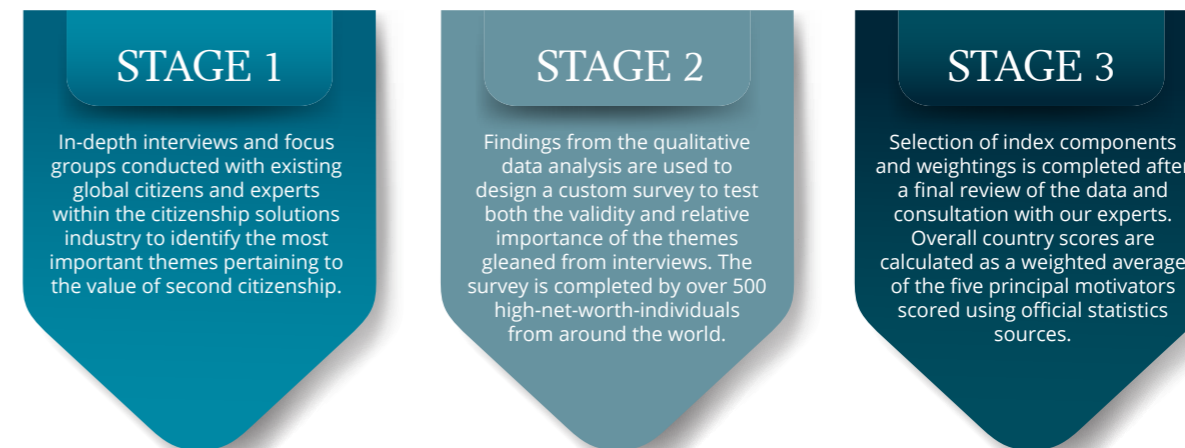 STAGE 1
In-depth interviews and focus
groups conducted with existing
global citizens and experts
within the citizenship solutions
industry to identify the most
important themes pertaining to
the value of second citizenship.
STAGE 2
Findings from the qualitative
data analysis are used to
design a custom survey to test
both the validity and relative
importance of the themes
gleaned from interviews. The
survey is completed by over 500
high-net-worth-individuals
from around the world.
STAGE 3
Selection of index components
and weightings is completed after
a final review of the data and
consultation with our experts.
Overall country scores are
calculated as a weighted average
of the five principal motivators
scored using official statistics
sources.